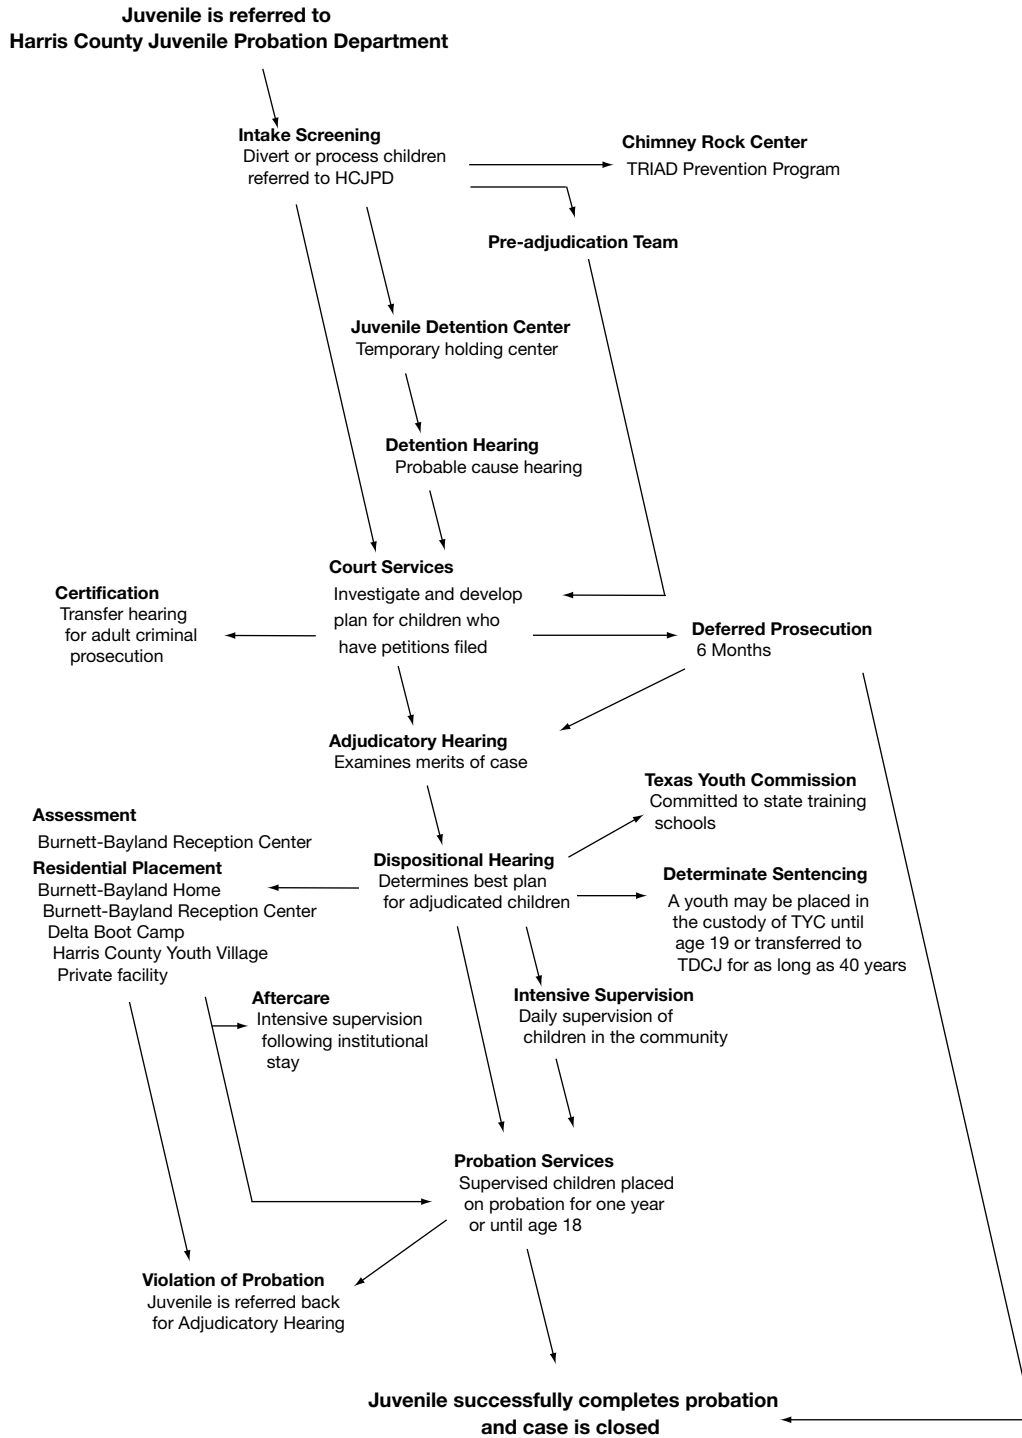 Juvenile is referred to
Harris County Juvenile Probation Department
Intake Screening
Divert or process children
referred to HCJPD
Chimney Rock Center
TRIAD Prevention Program
Pre-adjudication Team
Juvenile Detention Center
Temporary holding center
Detention Hearing
Probable cause hearing
Court Services
Investigate and develop
plan for children who
have petitions filed
Certification
Transfer hearing
for adult criminal
prosecution
Deferred Prosecution
6 Months
Adjudicatory Hearing
Examines merits of case
Texas Youth Commission
Committed to state training
schools
Assessment
Burnett-Bayland Reception Center
Residential Placement
Burnett-Bayland Home
Burnett-Bayland Reception Center
Delta Boot Camp
Harris County Youth Village
Private facility
Dispositional Hearing
Determines best plan
for adjudicated children
Determinate Sentencing
A youth may be placed in
the custody of TYC until
age 19 or transferred to
TDCJ for as long as 40 years
Aftercare
Intensive supervision
following institutional
stay
Intensive Supervision
Daily supervision of
children in the community
Probation Services
Supervised children placed
on probation for one year
or until age 18
Violation of Probation
Juvenile is referred back
for Adjudicatory Hearing
Juvenile successfully completes probation
and case is closed